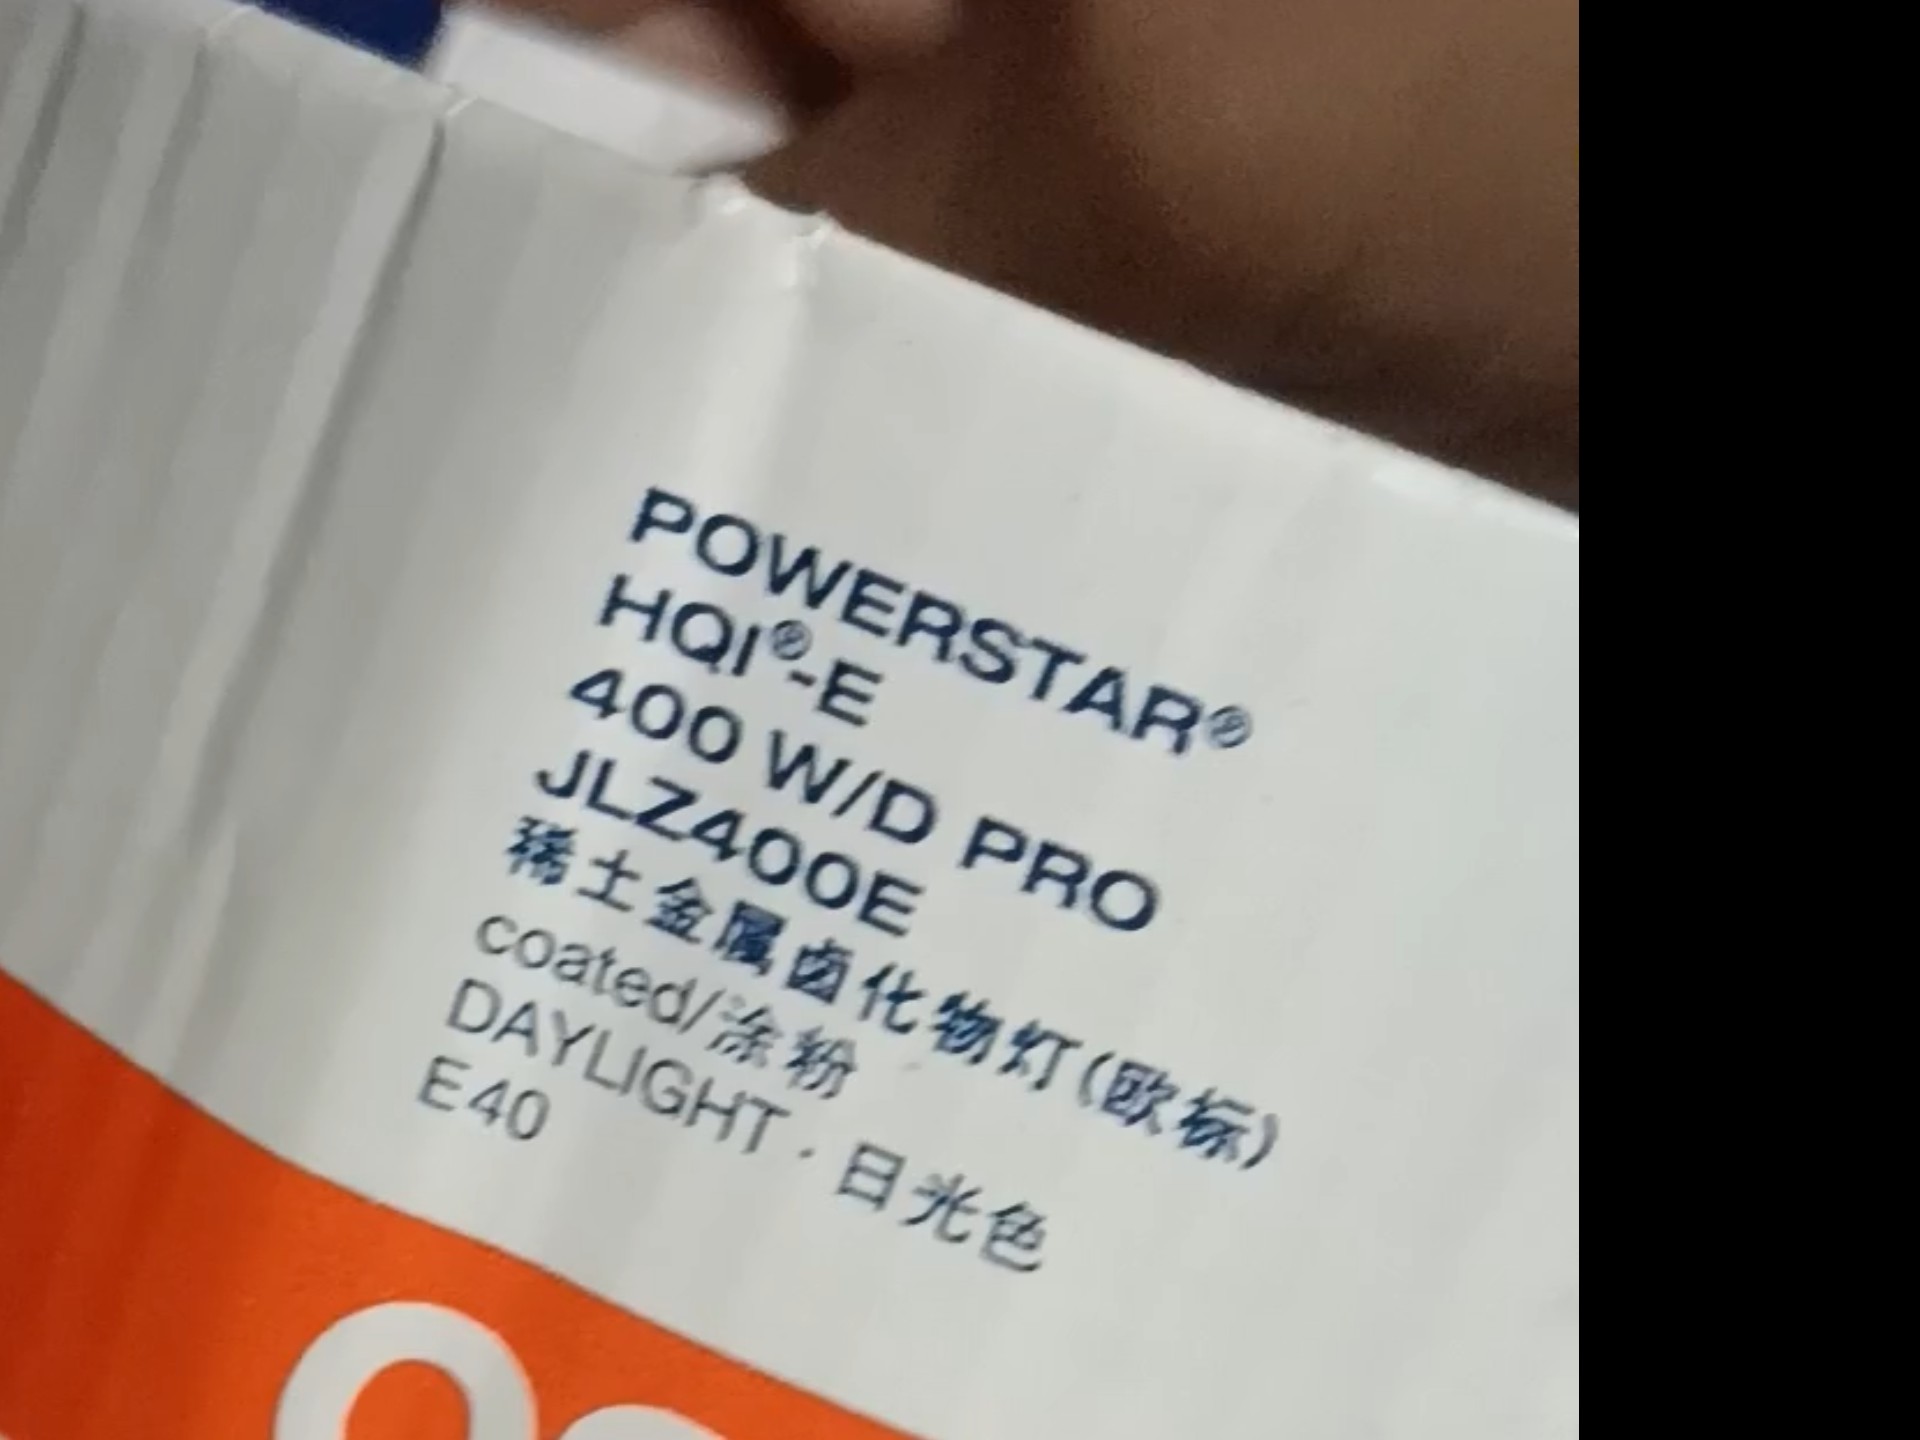 POWERSTAR®
HQI®-E
400 W/D PRO
JLZ400E
稀土金属卤化物灯(欧标)
coated/涂粉
DAYLIGHT · 日光色
E40